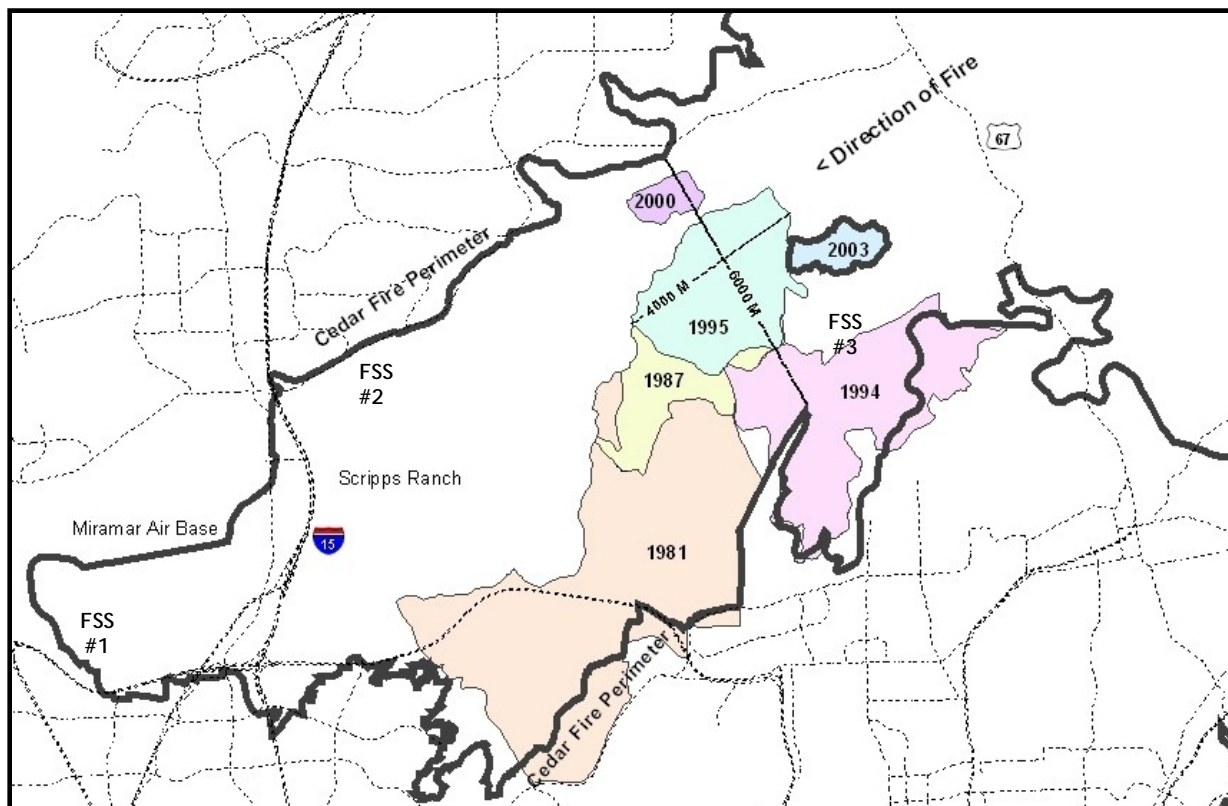 < Direction of Fire
67
2000
2003
Cedar Fire Perimeter
4000 M
6000 M
1995
FSS
#3
FSS
#2
1987
1994
Scripps Ranch
Miramar Air Base
15
1981
FSS
#1
Cedar Fire Perimeter